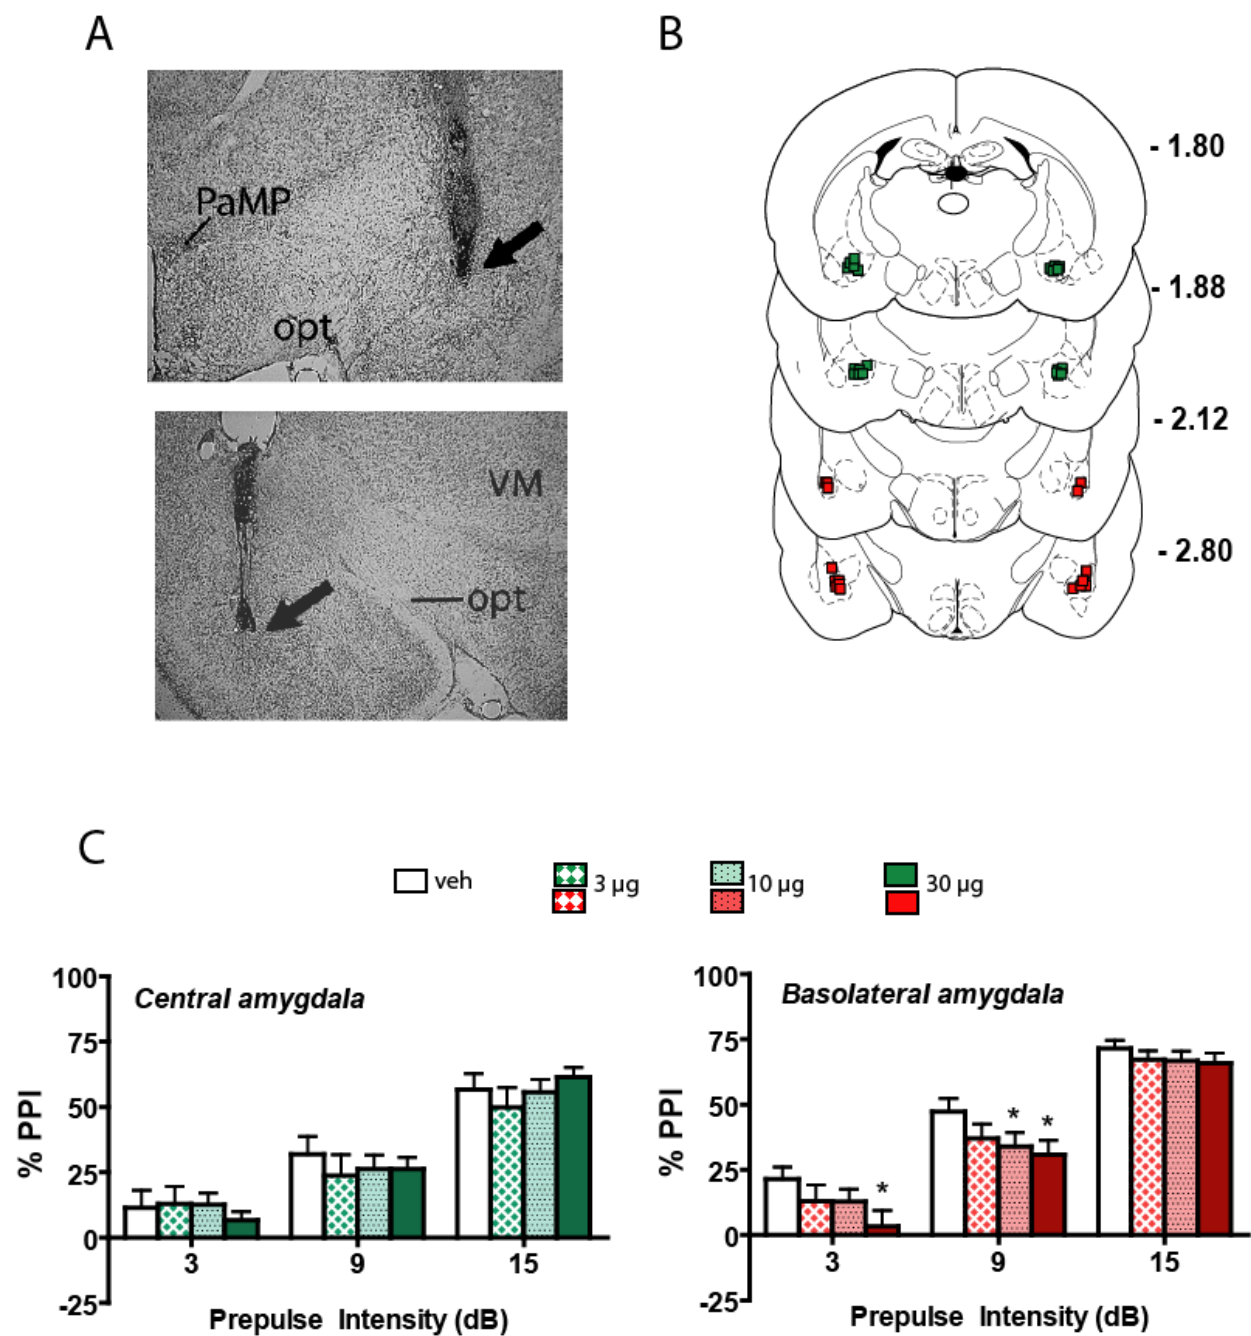 A
B
PaMP
opt
VM
opt
- 1.80
- 1.88
- 2.12
- 2.80
C
veh
3 µg
10 µg
30 µg
Central amygdala
100
75
50
25
0
-25
% PPI
3 9 15
Prepulse Intensity (dB)
Basolateral amygdala
100
75
50
25
0
-25
% PPI
* * *
3 9 15
Prepulse Intensity (dB)